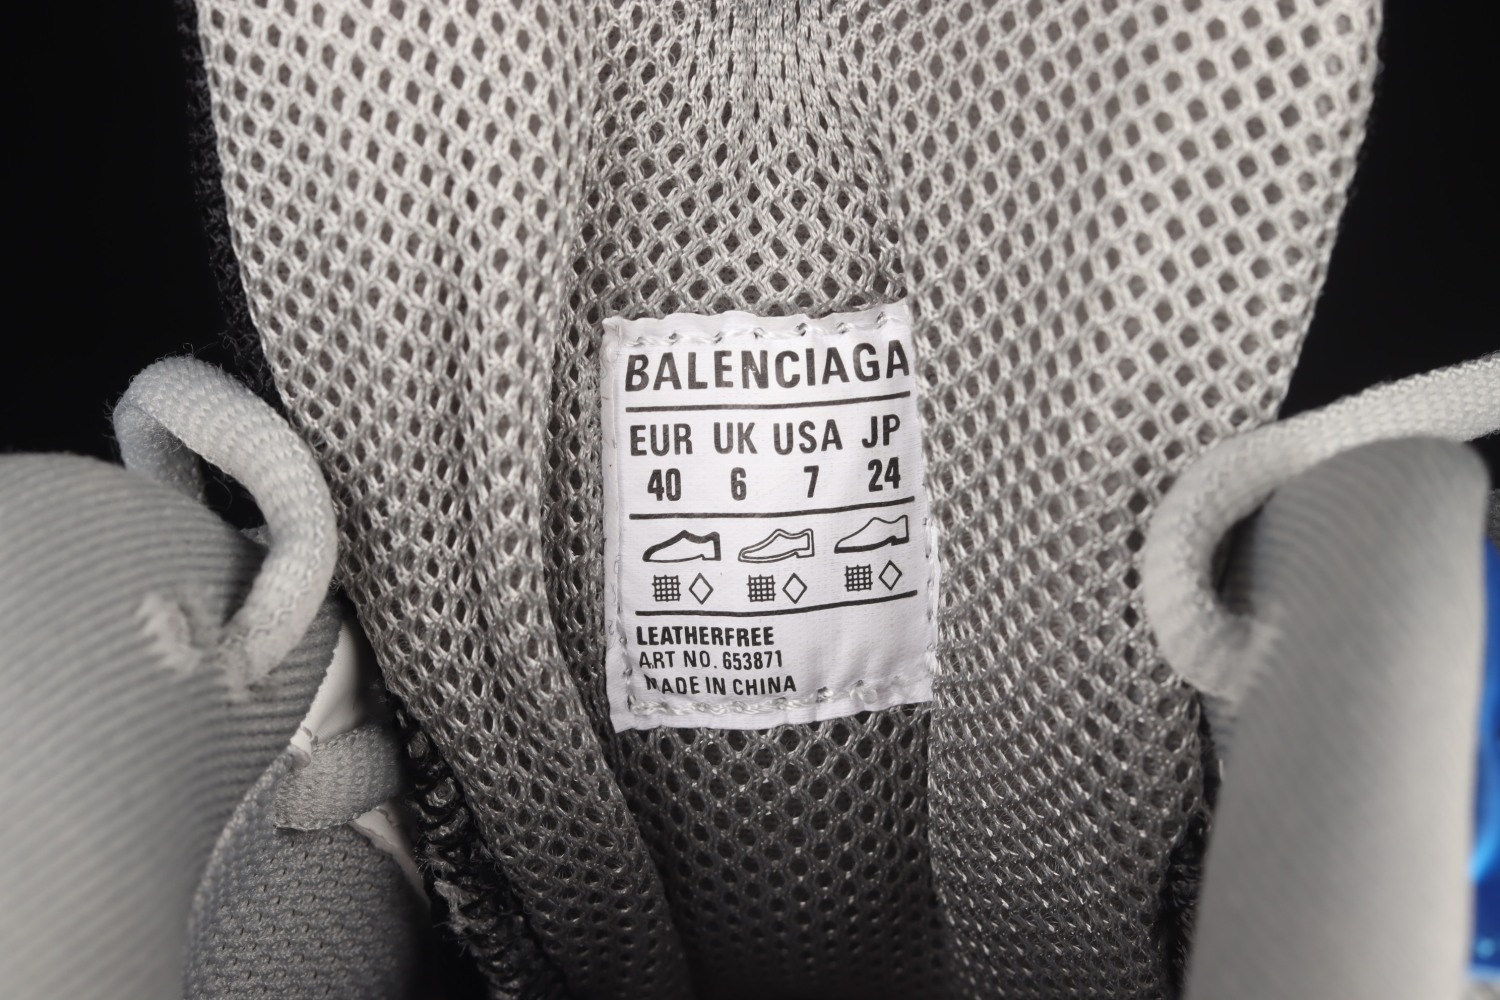 BALENCIAGA
EUR UK USA JP
40 6 7 24
LEATHERFREE
ART NO. 653871
MADE IN CHINA